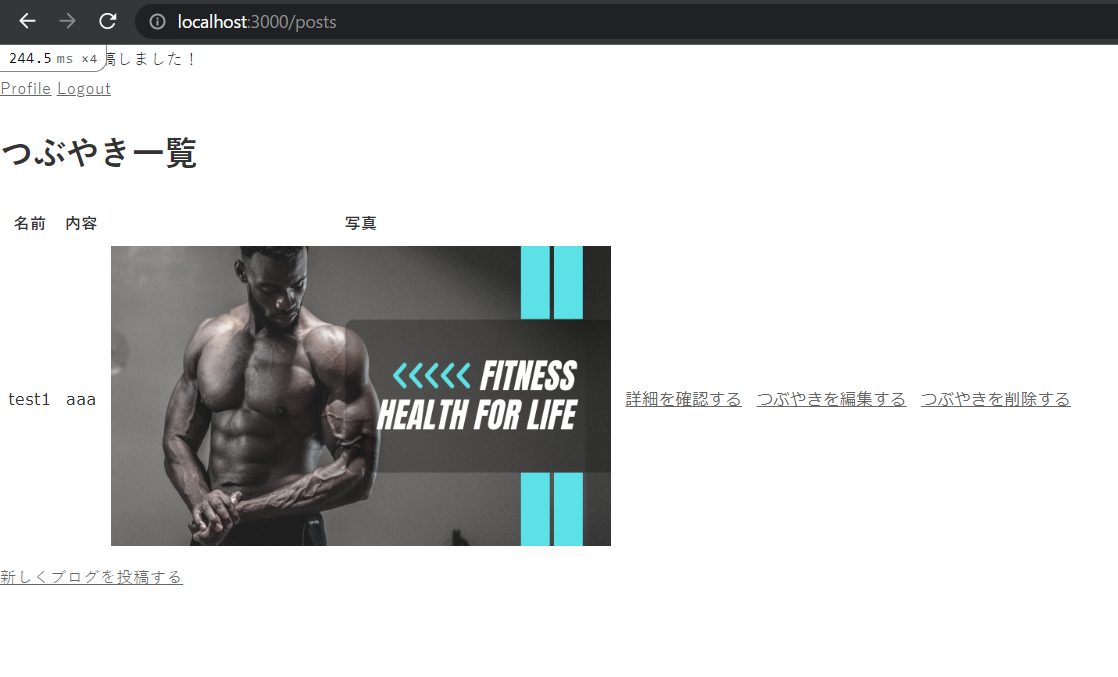 localhost:3000/posts
244.5 ms ×4 稿しました！
Profile Logout
つぶやき一覧
名前 内容 写真
test1 aaa
<<<<< FITNESS
HEALTH FOR LIFE
詳細を確認する つぶやきを編集する つぶやきを削除する
新しくブログを投稿する